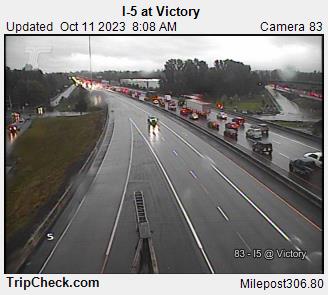 I-5 at Victory
Updated Oct 11 2023 8:08 AM Camera 83
S
83 - I5 @ Victory
TripCheck.com Milepost306.80